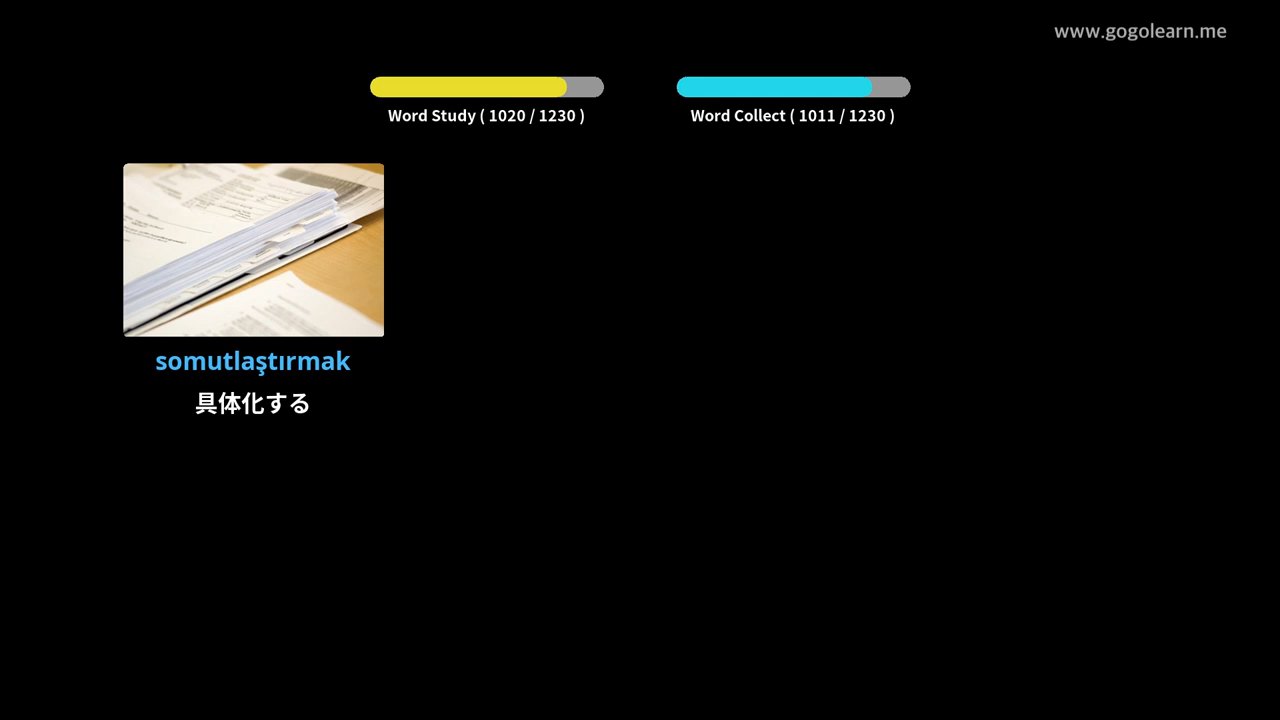 www.gogolearn.me
Word Study ( 1020 / 1230 )
Word Collect ( 1011 / 1230 )
somutlaştırmak
具体化する